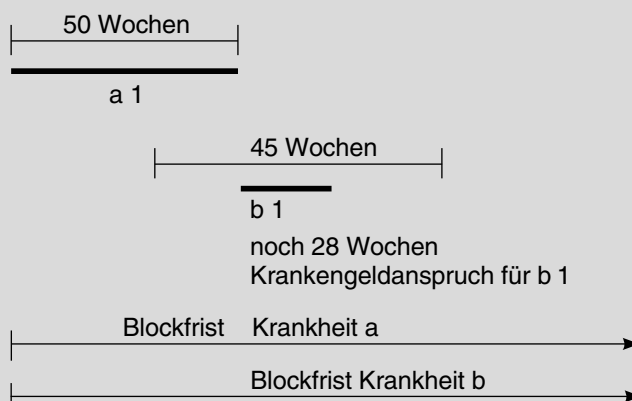 50 Wochen
a 1
45 Wochen
b 1
noch 28 Wochen
Krankengeldanspruch für b 1
Blockfrist Krankheit a
Blockfrist Krankheit b